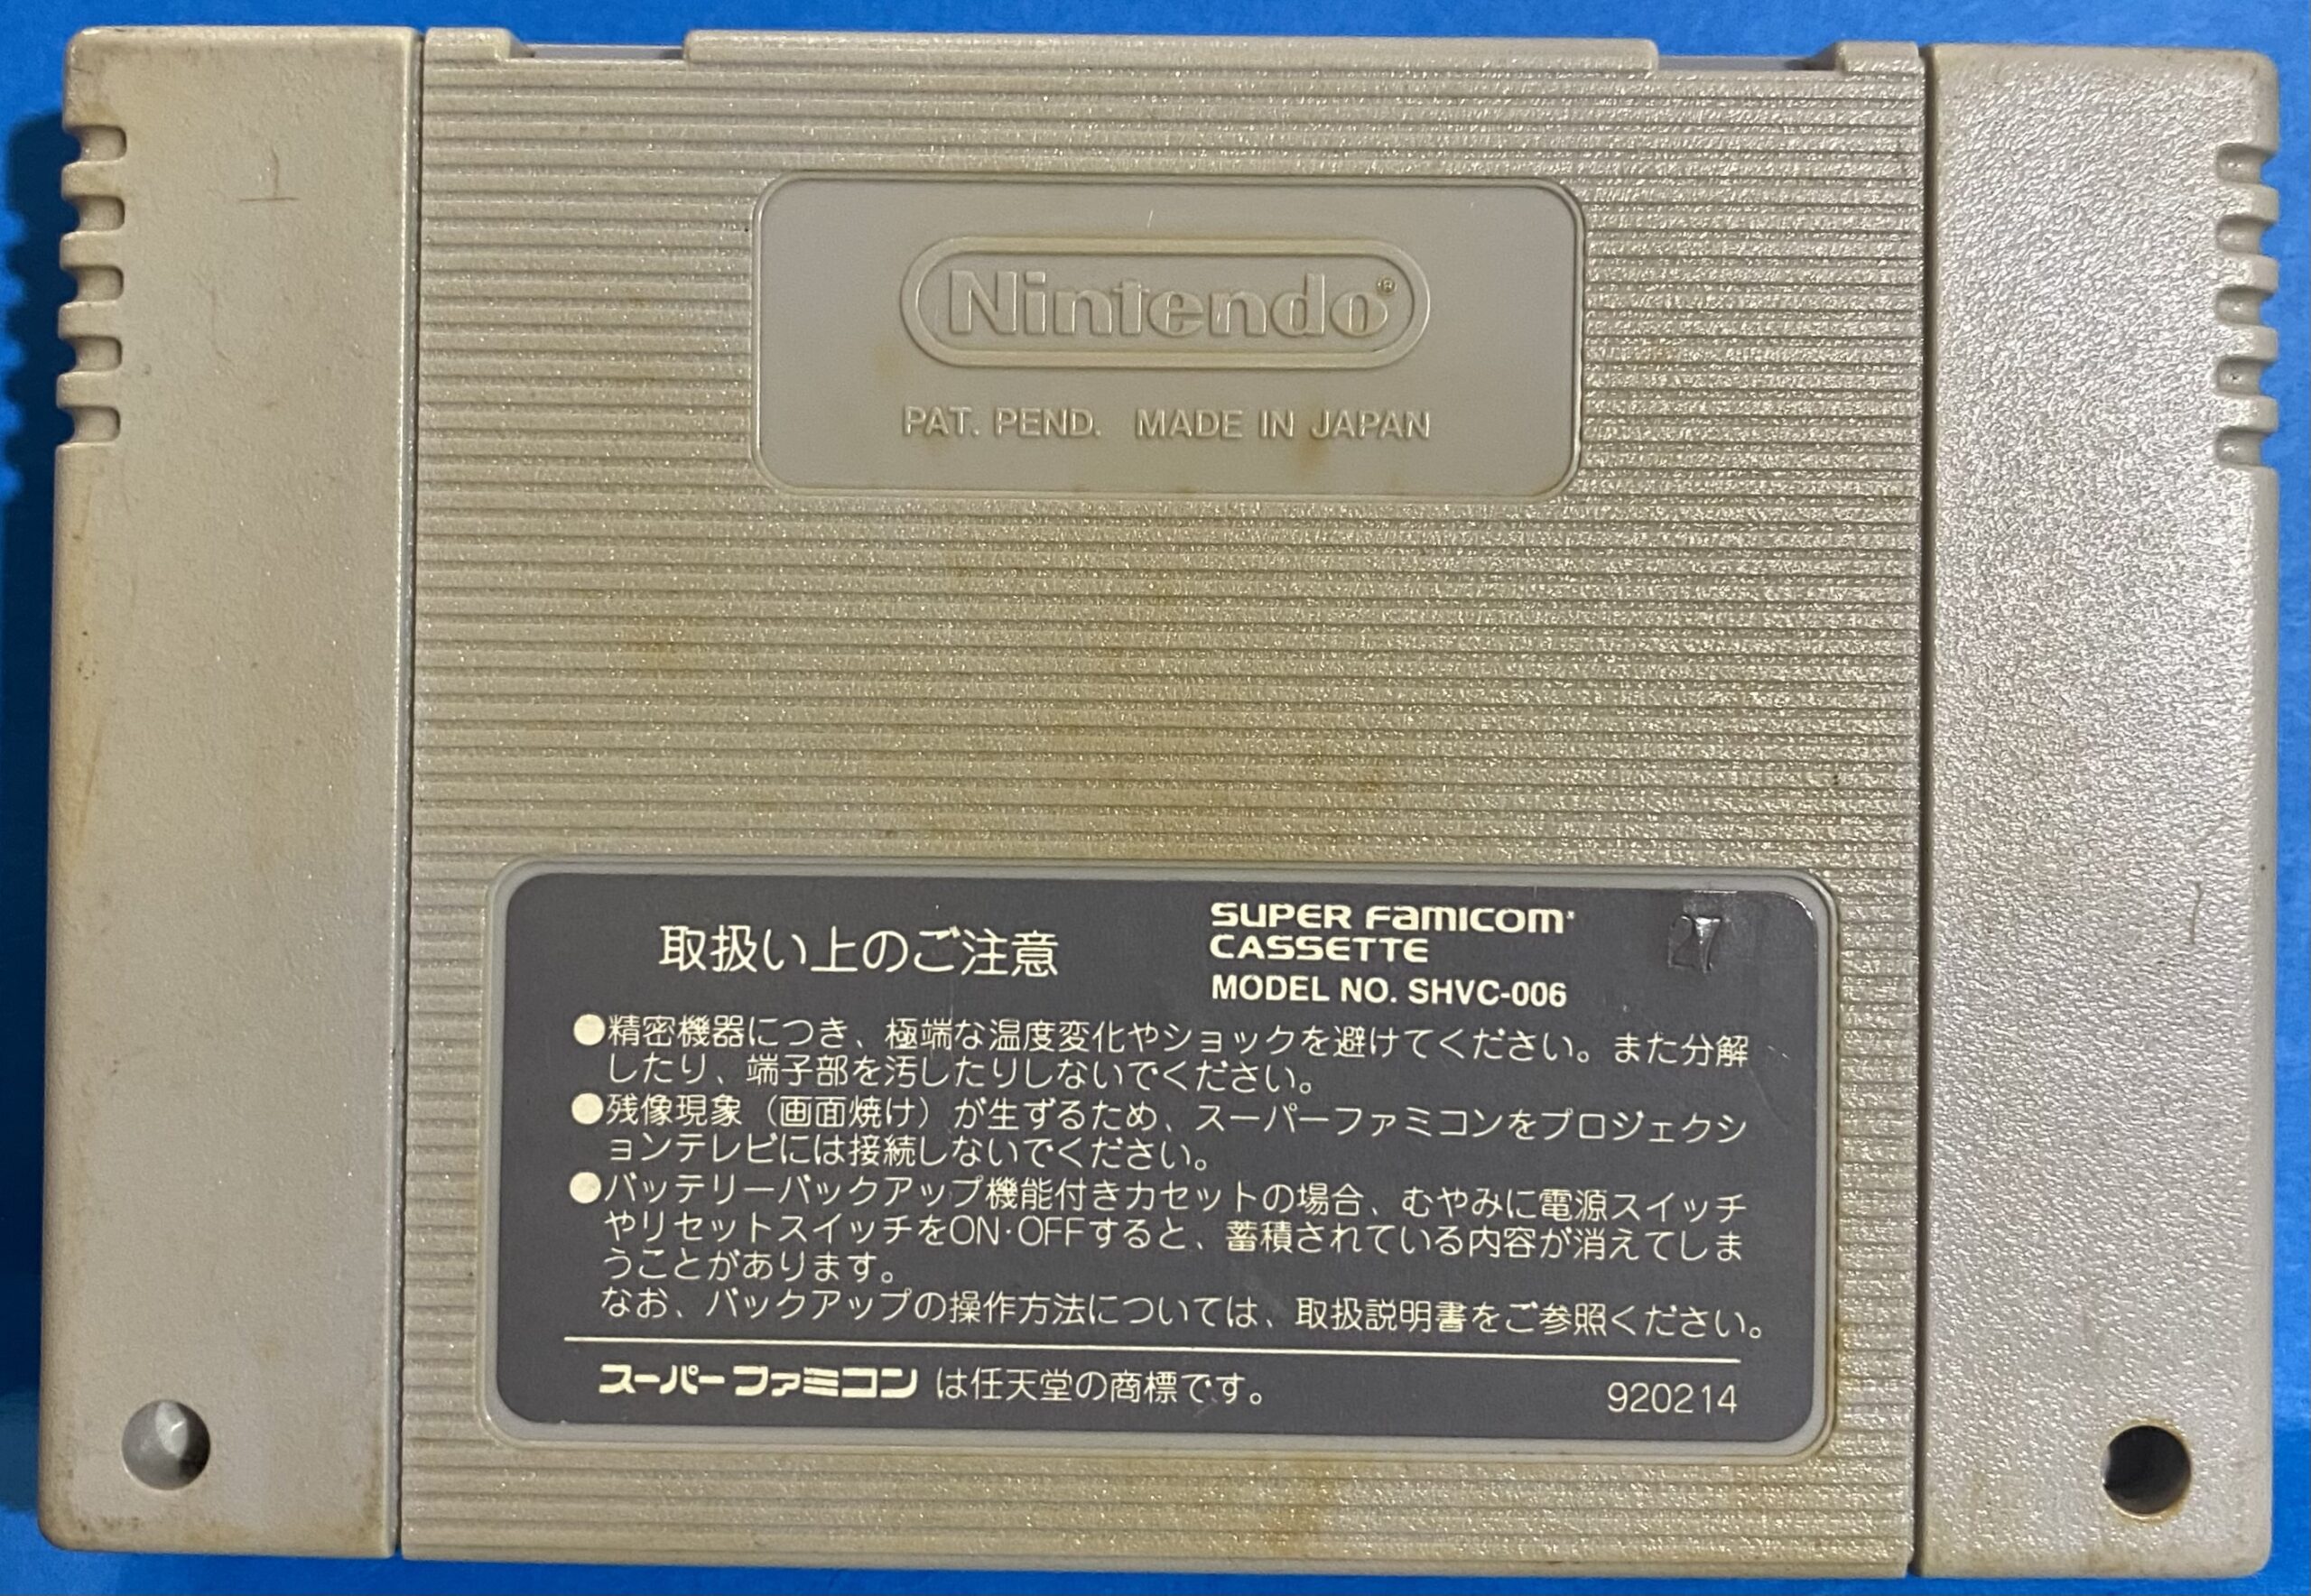 Nintendo®
PAT. PEND. MADE IN JAPAN
取扱い上のご注意
SUPER FAMICOM
CASSETTE
MODEL NO. SHVC-006
27
●精密機器につき、極端な温度変化やショックを避けてください。また分解
したり、端子部を汚したりしないでください。
●残像現象（画面焼け）が生ずるため、スーパーファミコンをプロジェクシ
ョンテレビには接続しないでください。
●バッテリーバックアップ機能付きカセットの場合、むやみに電源スイッチ
やリセットスイッチをON·OFFすると、蓄積されている内容が消えてしま
うことがあります。
なお、バックアップの操作方法については、取扱説明書をご参照ください。
スーパーファミコン は任天堂の商標です。
920214